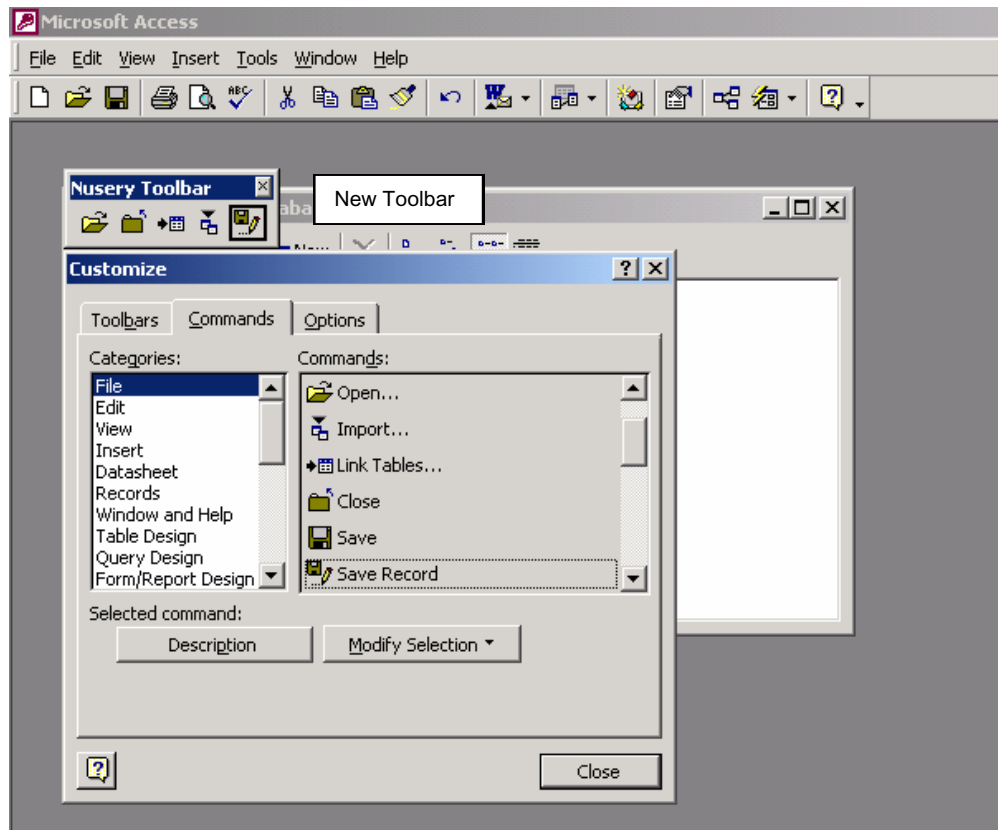 Microsoft Access
File Edit View Insert Tools Window Help
ABC
W
Nusery Toolbar
New Toolbar
Customize
Toolbars Commands Options
Categories: Commands:
File
Edit
View
Insert
Datasheet
Records
Window and Help
Table Design
Query Design
Form/Report Design
Open...
Import...
Link Tables...
Close
Save
Save Record
Selected command:
Description Modify Selection
Close